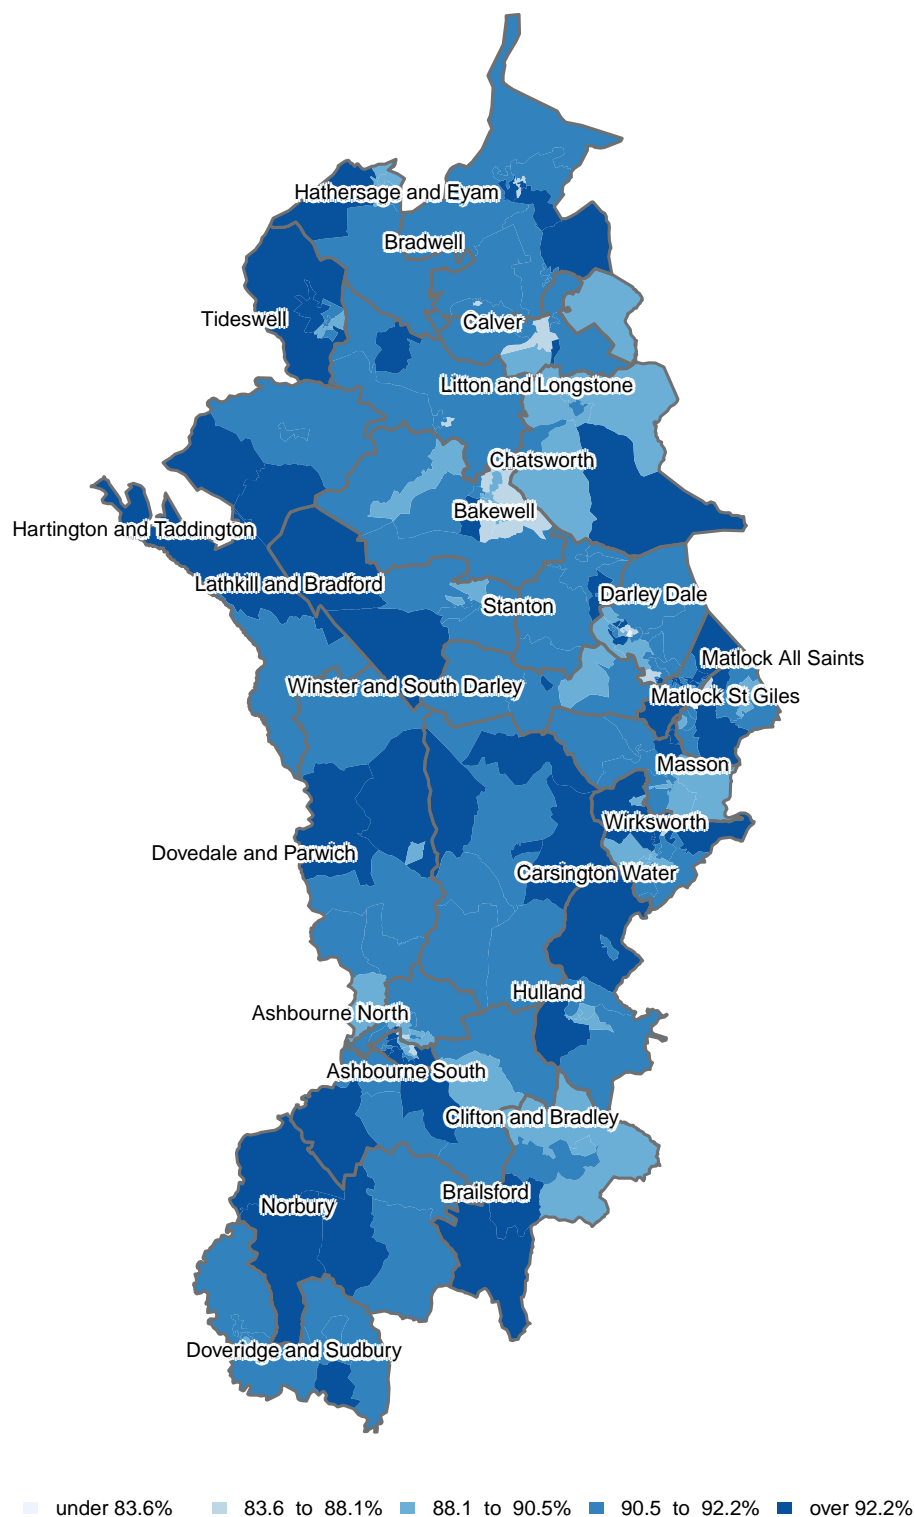 Hathersage and Eyam
Bradwell
Tideswell
Calver
Litton and Longstone
Chatsworth
Bakewell
Hartington and Taddington
Lathkill and Bradford
Darley Dale
Stanton
Matlock All Saints
Winster and South Darley
Matlock St Giles
Masson
Wirksworth
Dovedale and Parwich
Carsington Water
Hulland
Ashbourne North
Ashbourne South
Clifton and Bradley
Brailsford
Norbury
Doveridge and Sudbury
under 83.6% 83.6 to 88.1% 88.1 to 90.5% 90.5 to 92.2% over 92.2%